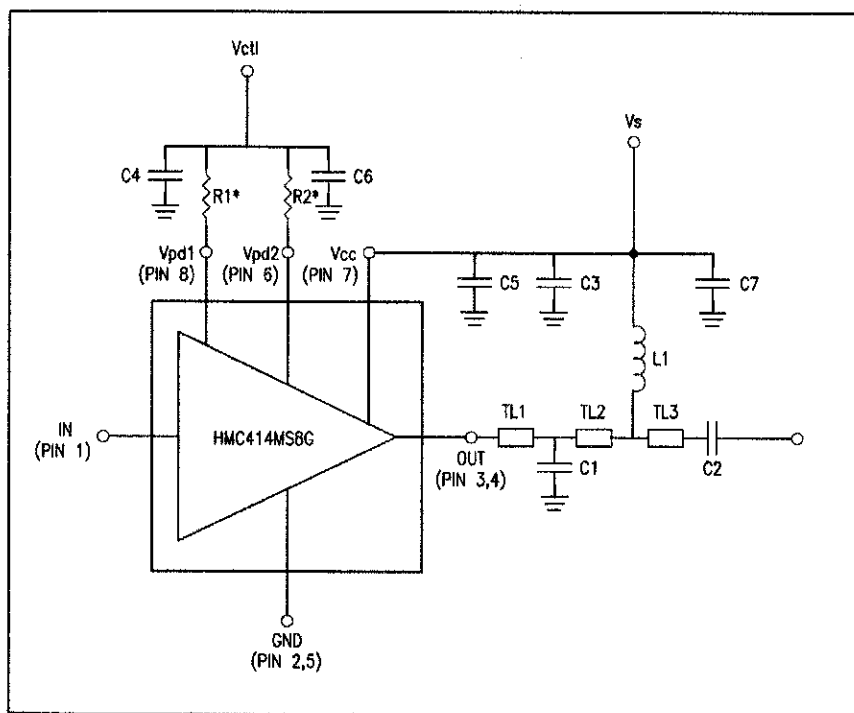 Vctl
Vs
C4
R1*
R2*
C6
Vpd1
(PIN 8)
Vpd2
(PIN 6)
Vcc
(PIN 7)
C5
C3
C7
L1
IN
(PIN 1)
HMC414MS8G
OUT
(PIN 3,4)
TL1
TL2
TL3
C1
C2
GND
(PIN 2,5)